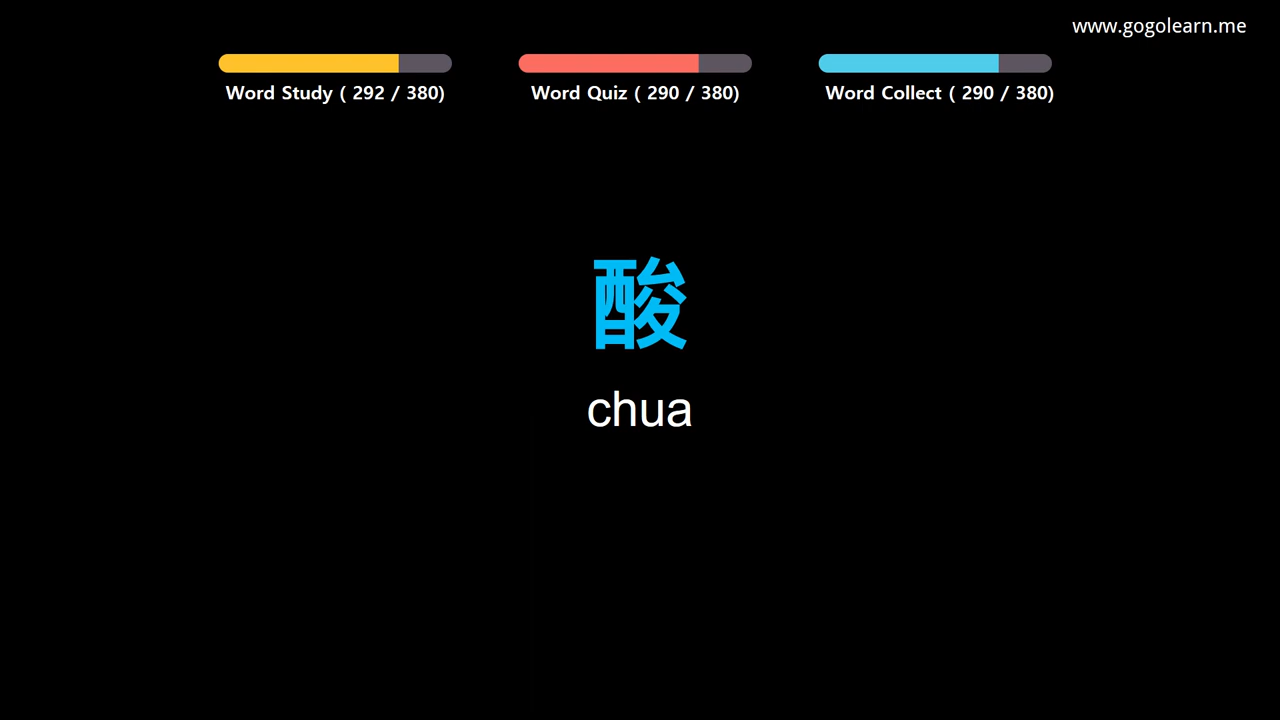 www.gogolearn.me
Word Study ( 292 / 380)
Word Quiz ( 290 / 380)
Word Collect ( 290 / 380)
酸
chua